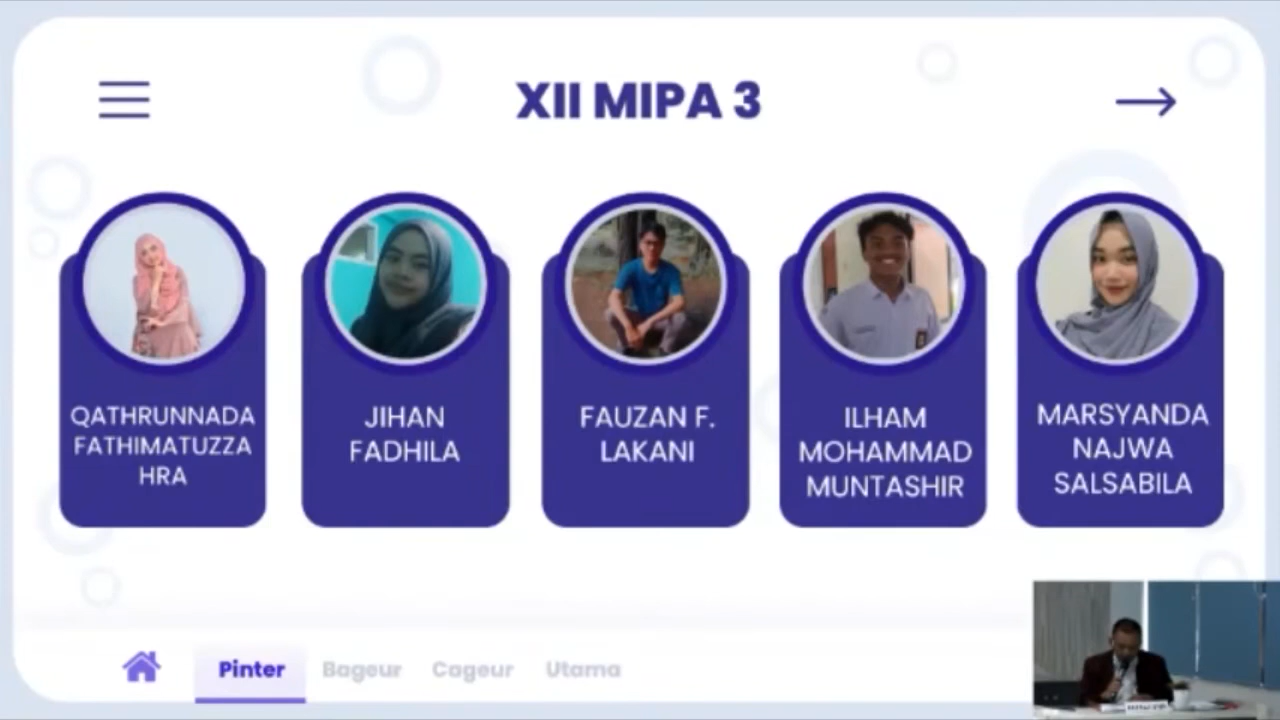 XII MIPA 3
QATHRUNNADA
FATHIMATUZZA
HRA
JIHAN
FADHILA
FAUZAN F.
LAKANI
ILHAM
MOHAMMAD
MUNTASHIR
MARSYANDA
NAJWA
SALSABILA
Pinter
Bageur
Cageur
Utama